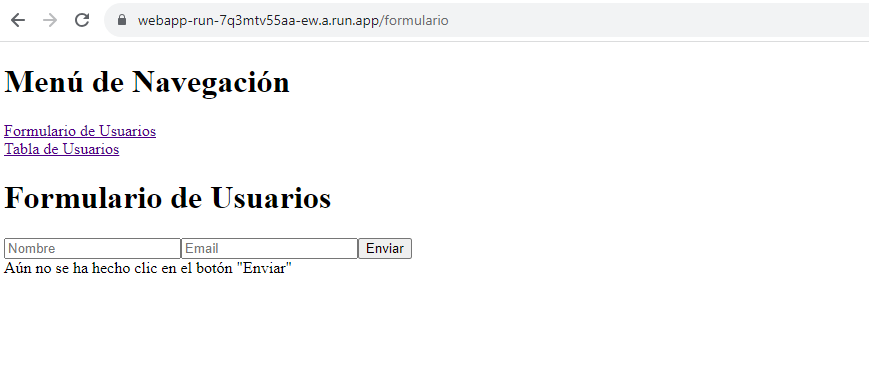 webapp-run-7q3mtv55aa-ew.a.run.app/formulario
Menú de Navegación
Formulario de Usuarios
Tabla de Usuarios
Formulario de Usuarios
Nombre Email Enviar
Aún no se ha hecho clic en el botón "Enviar"